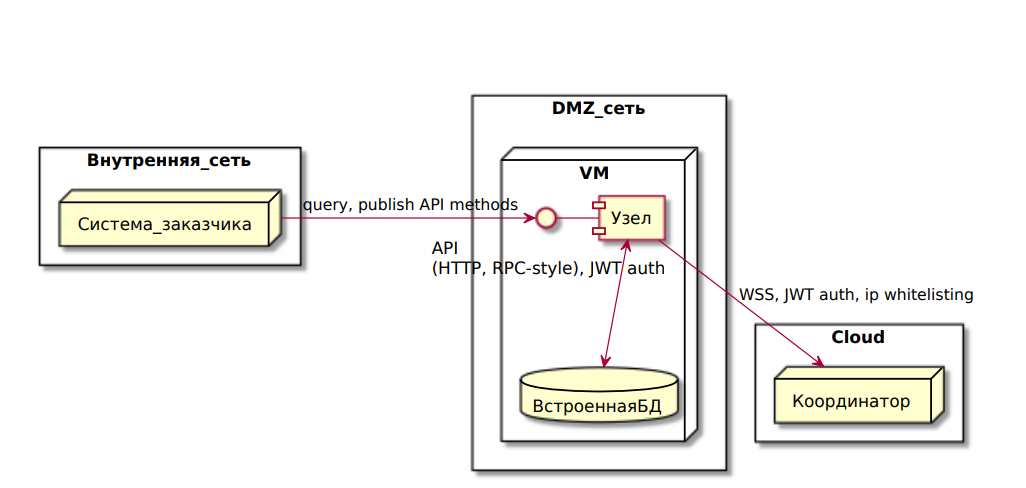 DMZ_сеть
Внутренняя_сеть
VM
Система_заказчика
query, publish API methods
Узел
API
(HTTP, RPC-style), JWT auth
WSS, JWT auth, ip whitelisting
Cloud
ВстроеннаяБД
Координатор